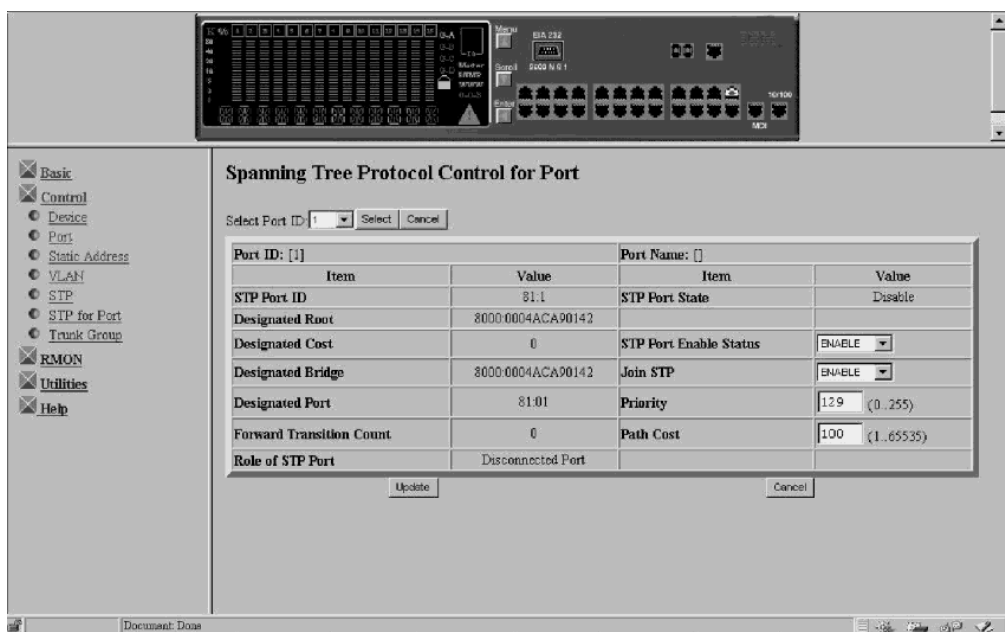 K %
Menu
EIA 232
9600 N 8 1
Scroll
Enter
10/100
MDI
Master
Basic
Control
Device
Port
Static Address
VLAN
STP
STP for Port
Trunk Group
RMON
Utilities
Help
Spanning Tree Protocol Control for Port
Select Port ID: 1 Select Cancel
Port ID: [1] Port Name: []
Item Value Item Value
STP Port ID 81:1 STP Port State Disable
Designated Root 8000:0004ACA90142
Designated Cost 0 STP Port Enable Status ENABLE
Designated Bridge 8000:0004ACA90142 Join STP ENABLE
Designated Port 81:01 Priority 129 (0..255)
Forward Transition Count 0 Path Cost 100 (1..65535)
Role of STP Port Disconnected Port
Update Cancel
Document: Done